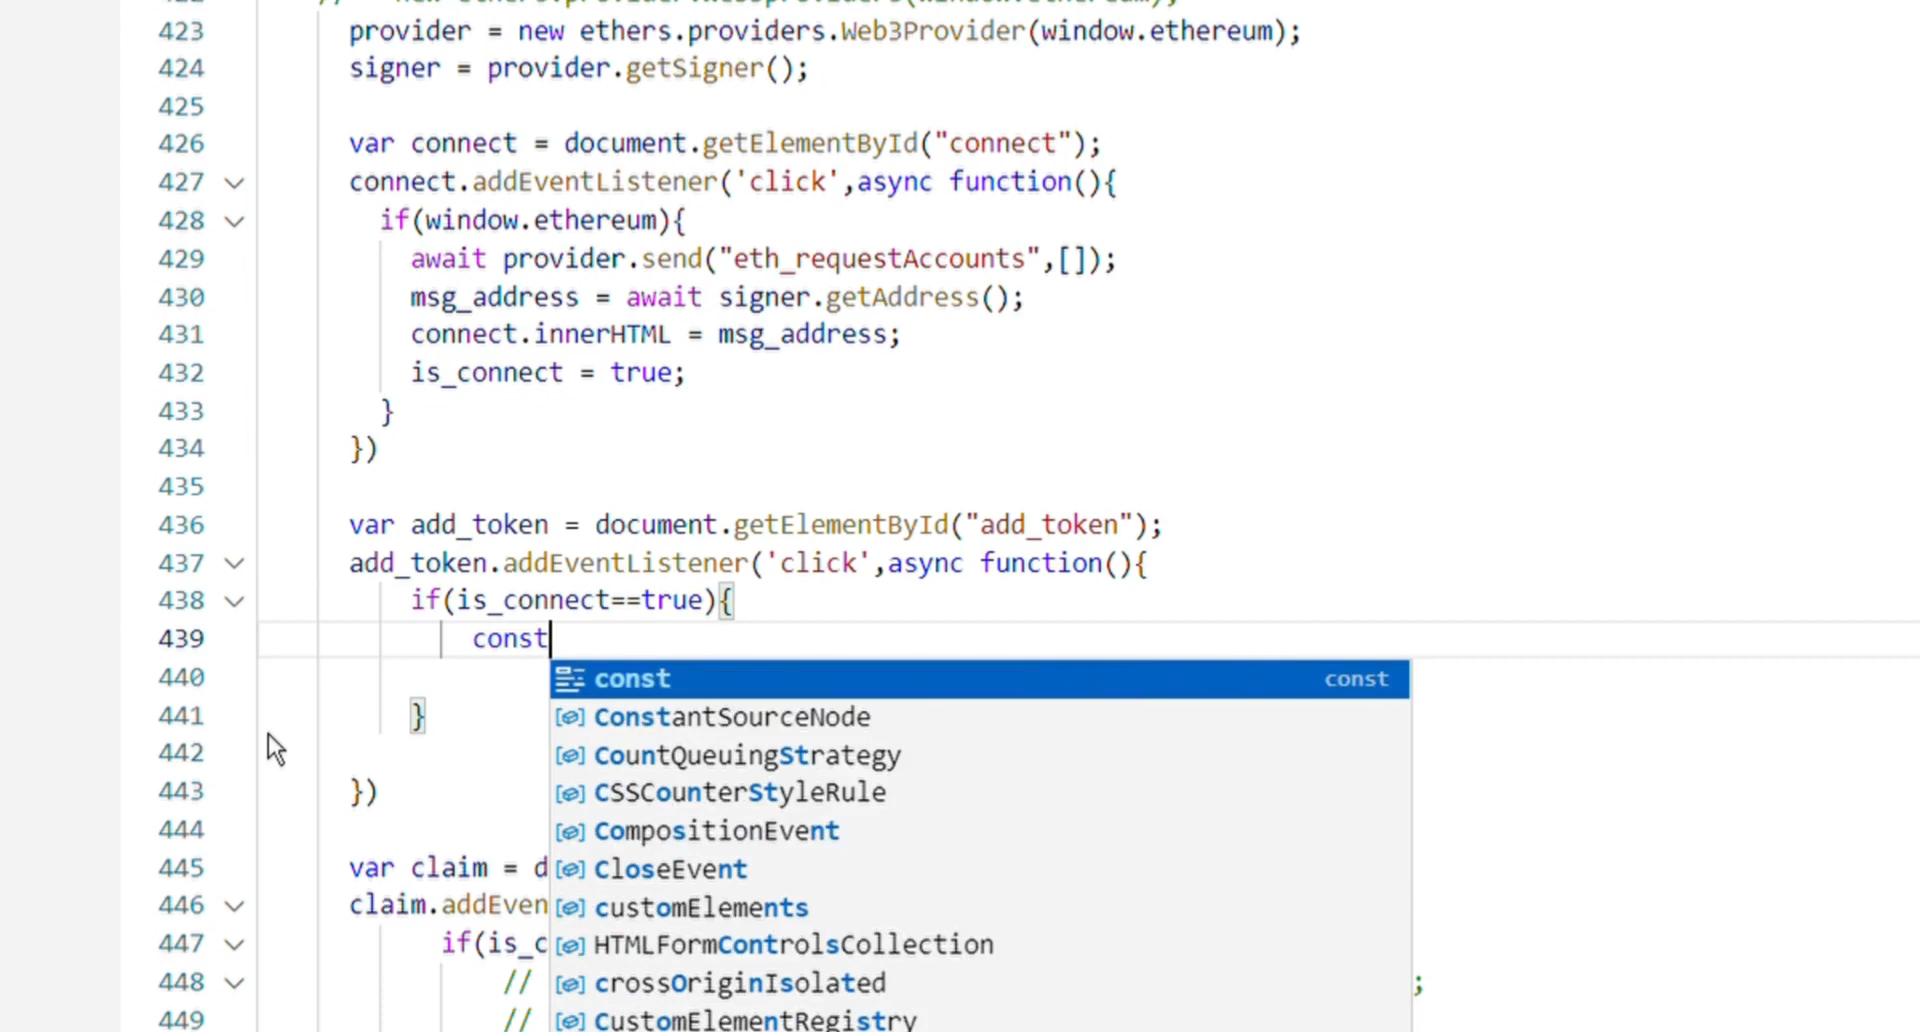 423 provider = new ethers.providers.Web3Provider(window.ethereum);
424 signer = provider.getSigner();
425
426 var connect = document.getElementById("connect");
427 connect.addEventListener('click',async function(){
428 if(window.ethereum){
429 await provider.send("eth_requestAccounts",[]);
430 msg_address = await signer.getAddress();
431 connect.innerHTML = msg_address;
432 is_connect = true;
433 }
434 })
435
436 var add_token = document.getElementById("add_token");
437 add_token.addEventListener('click',async function(){
438 if(is_connect==true){
439 const
440 const const
ConstantSourceNode
441 }
442 CountQueuingStrategy
443 }) CSSCounterStyleRule
444 CompositionEvent
445 var claim = d CloseEvent
446 claim.addEven customElements
447 if(is_c HTMLFormControlsCollection
448 // crossOriginIsolated ;
449 // CustomElementRegistry